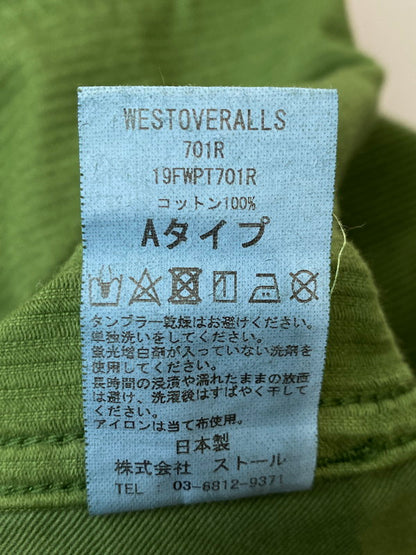 WESTOVERALLS
701R
19FWPT701R
コットン100%
Aタイプ
タンブラー乾燥はお避けください。
単独洗いをしてください。
蛍光増白剤が入っていない洗剤を
使用してください。
長時間の浸漬や濡れたままの放置
は避け、洗濯後はすばやく干して
ください。
アイロンは当て布使用。
日本製
株式会社 ストール
TEL : 03-6812-9371